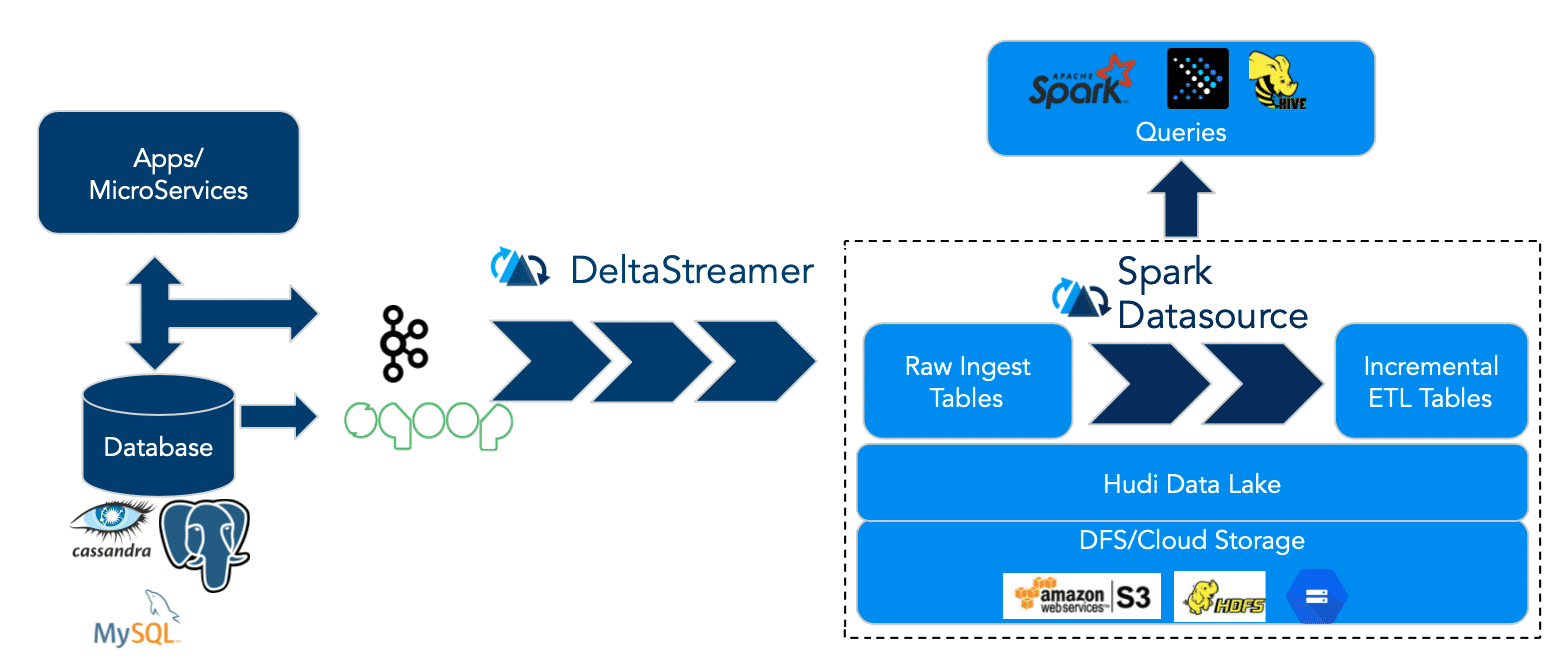 Apps/
MicroServices
Database
cassandra
MySQL
sqoop
DeltaStreamer
APACHE
Spark
HIVE
Queries
Spark
Datasource
Raw Ingest
Tables
Incremental
ETL Tables
Hudi Data Lake
DFS/Cloud Storage
amazon
webservices
S3
HDFS